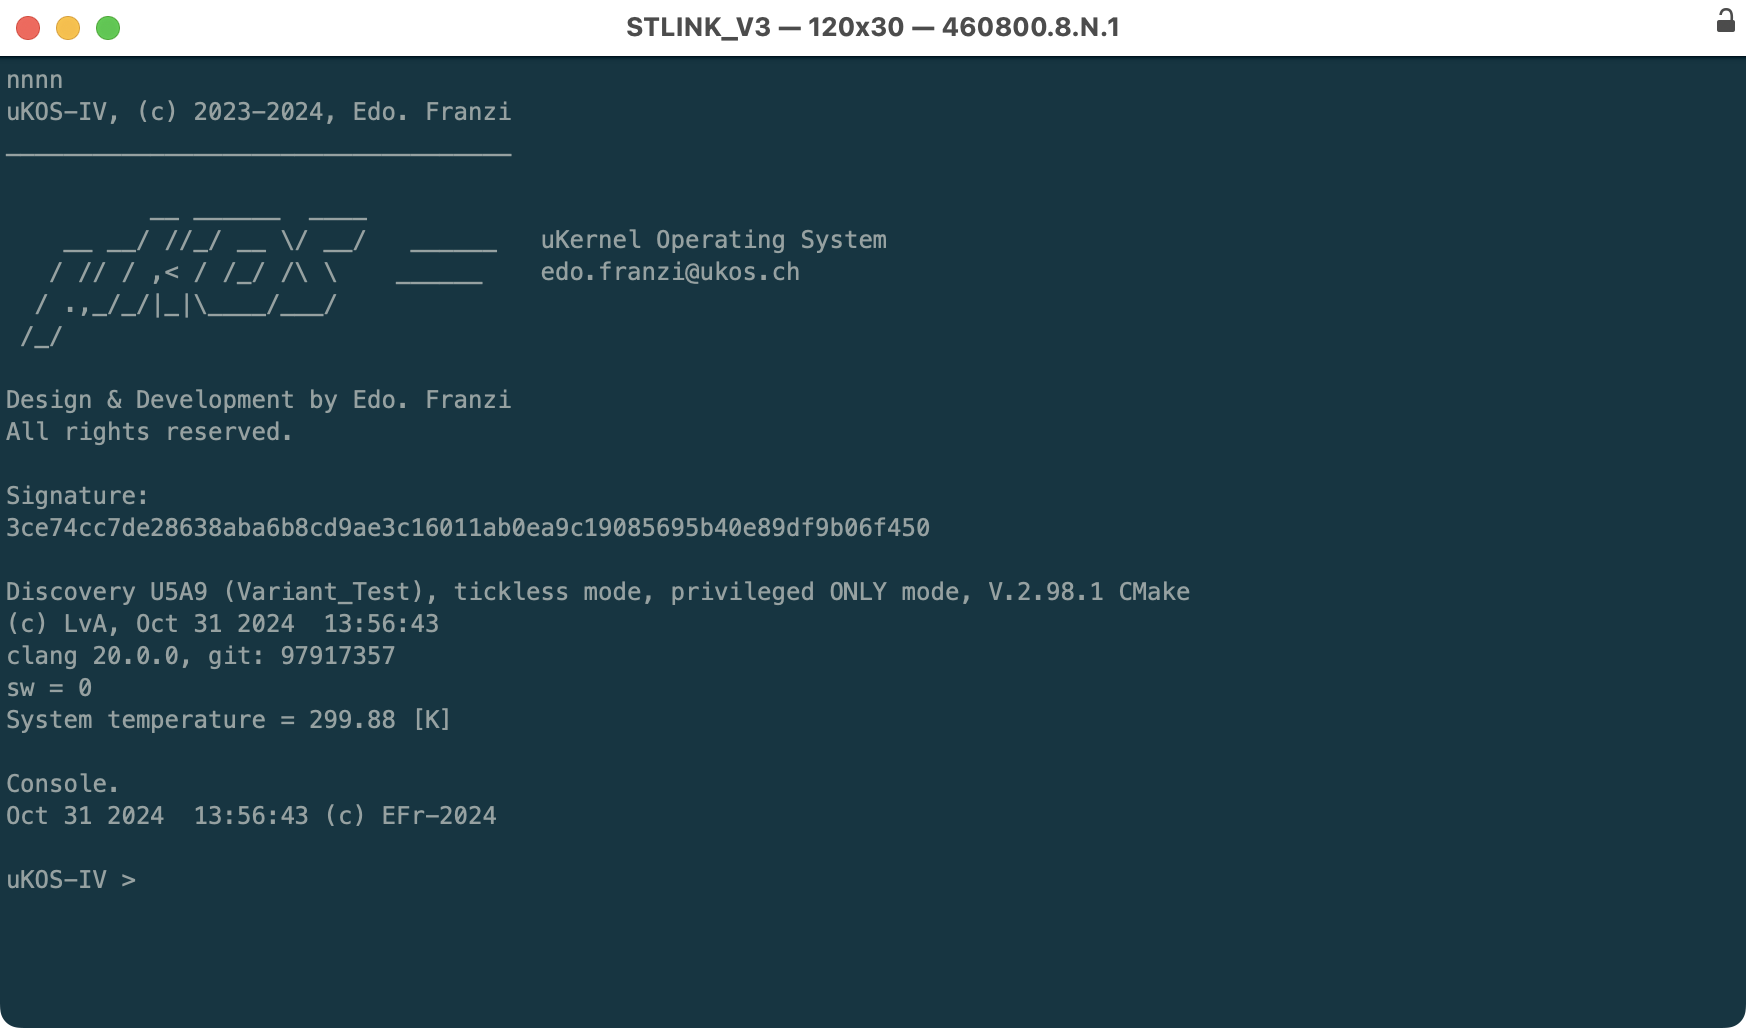 STLINK_V3 — 120x30 — 460800.8.N.1
nnnn
uKOS-IV, (c) 2023-2024, Edo. Franzi
___________________________________
          __ ______  ____
    __ __/ //_/ __ \/ __/   ______   uKernel Operating System
   / // / ,< / /_/ /\ \    ______    edo.franzi@ukos.ch
  / .,_/_/|_|\____/___/
 /_/
Design & Development by Edo. Franzi
All rights reserved.
Signature:
3ce74cc7de28638aba6b8cd9ae3c16011ab0ea9c19085695b40e89df9b06f450
Discovery U5A9 (Variant_Test), tickless mode, privileged ONLY mode, V.2.98.1 CMake
(c) LvA, Oct 31 2024  13:56:43
clang 20.0.0, git: 97917357
sw = 0
System temperature = 299.88 [K]
Console.
Oct 31 2024  13:56:43 (c) EFr-2024
uKOS-IV >